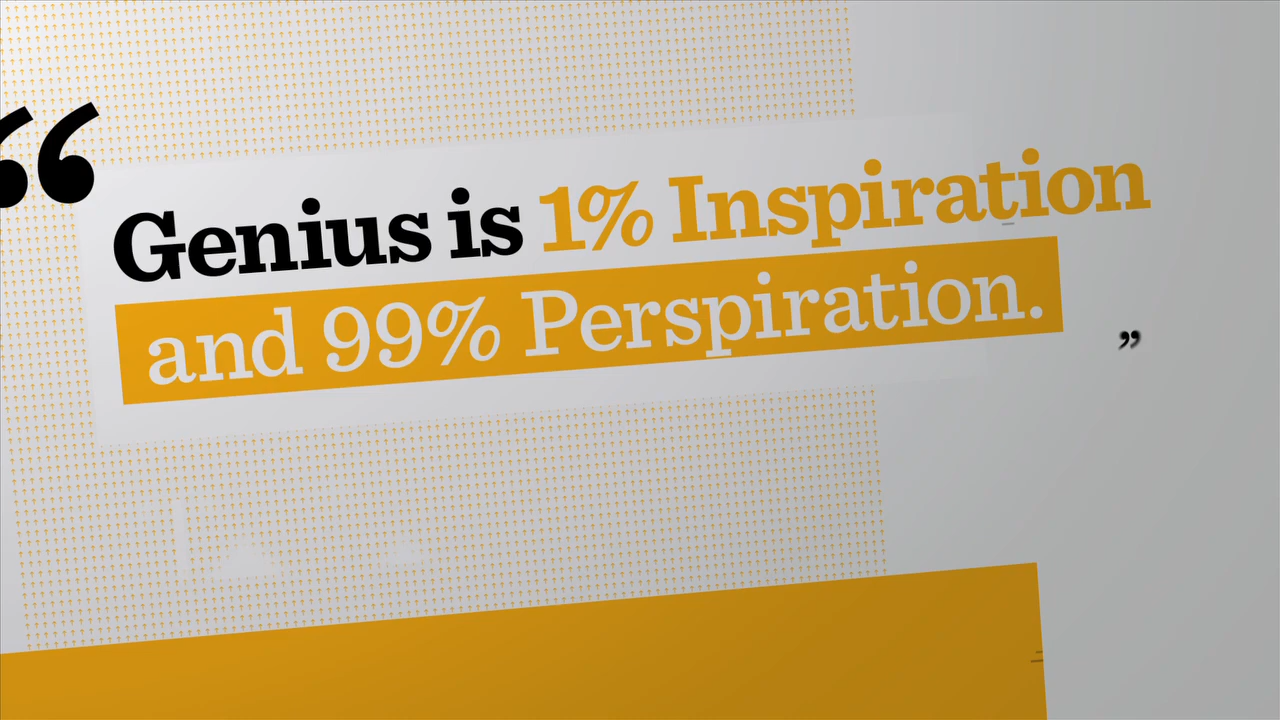 “
Genius is 1% Inspiration
and 99% Perspiration.
”